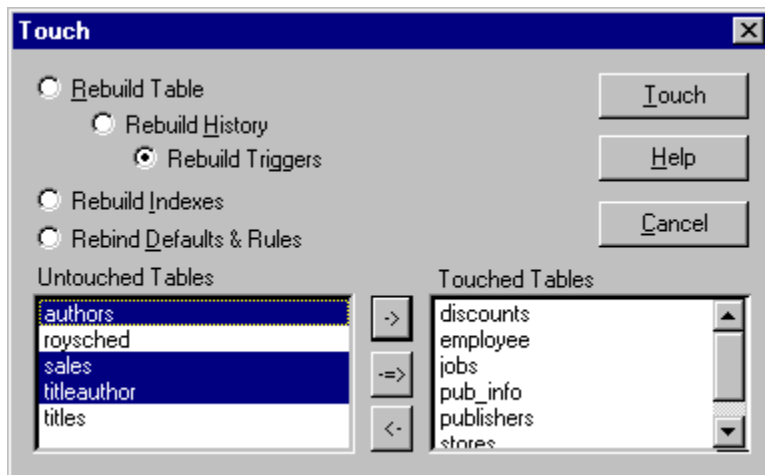 Touch
Rebuild Table
Rebuild History
Rebuild Triggers
Rebuild Indexes
Rebind Defaults & Rules
Touch
Help
Cancel
Untouched Tables
authors
roysched
sales
titleauthor
titles
->
-=>
<-
Touched Tables
discounts
employee
jobs
pub_info
publishers
stores